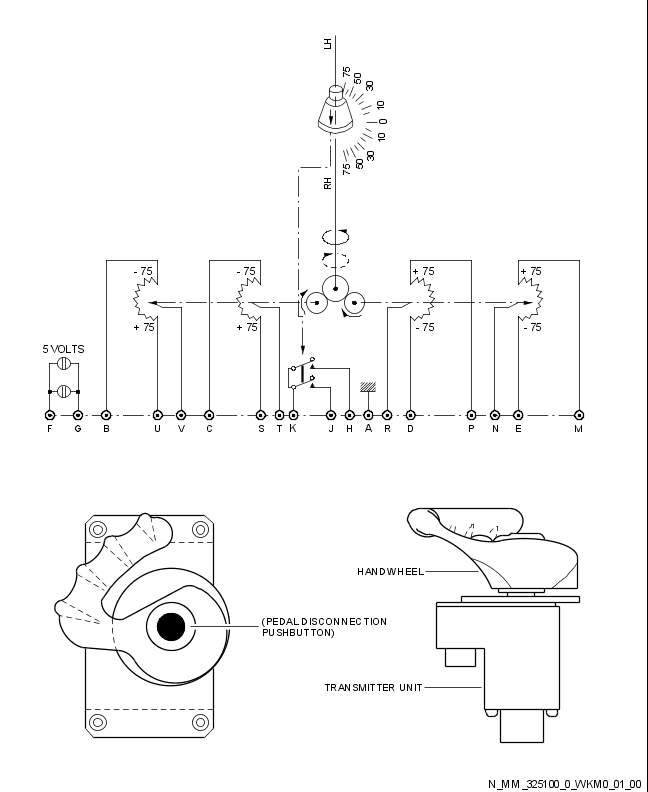 LH
75
50
30
10
0
10
30
50
75
RH
- 75
- 75
+ 75
+ 75
+ 75
+ 75
- 75
- 75
5 VOLTS
F G B U V C S T K J H A R D P N E M
HANDWHEEL
(PEDAL DISCONNECTION
PUSHBUTTON)
TRANSMITTER UNIT
N_MM_325100_0_WKM0_01_00